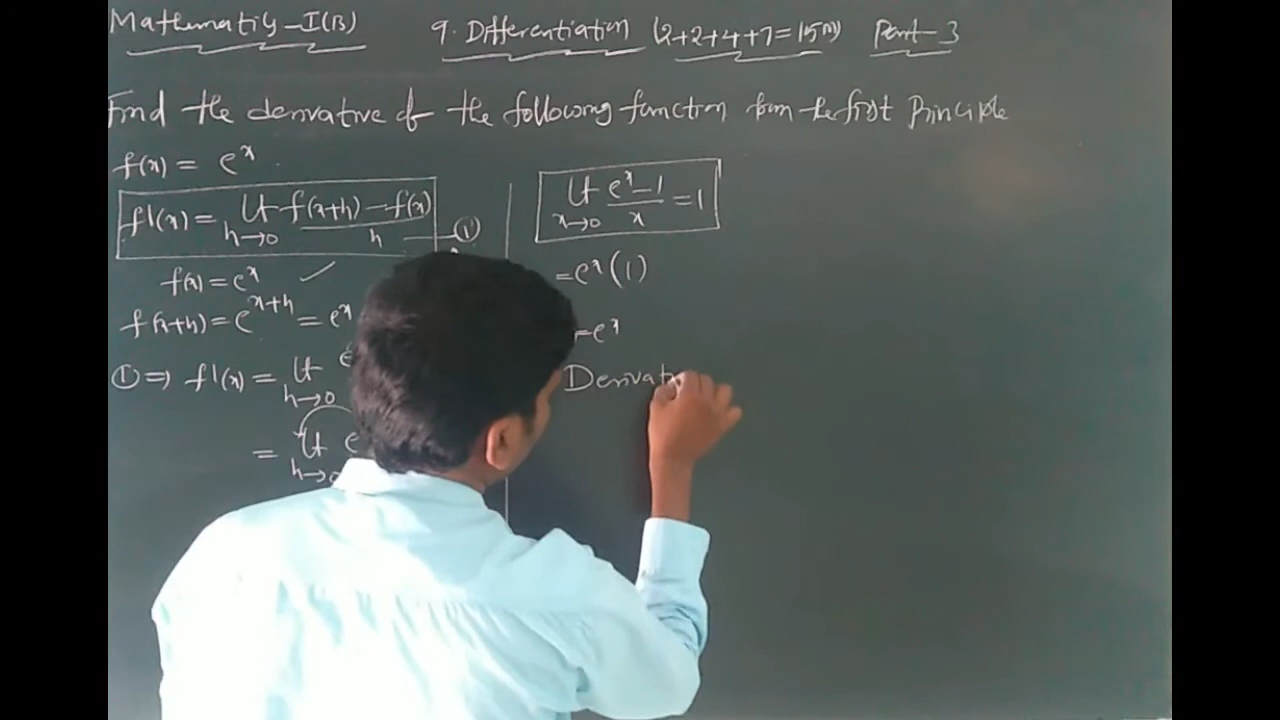 Mathematics-I(B) 9. Differentiation (2+2+4+7=15M) Part-3
Find the derivative of the following function from the first Principle
f(x) = e^x
f'(x) = Lt h→0 f(x+h) - f(x) / h — ①
f(x) = e^x ✓
f(x+h) = e^(x+h) = e^x
① ⇒ f'(x) = Lt h→0 e
= Lt h→0 e
Lt x→0 e^x - 1 / x = 1
= e^x (1)
= e^x
Derivat